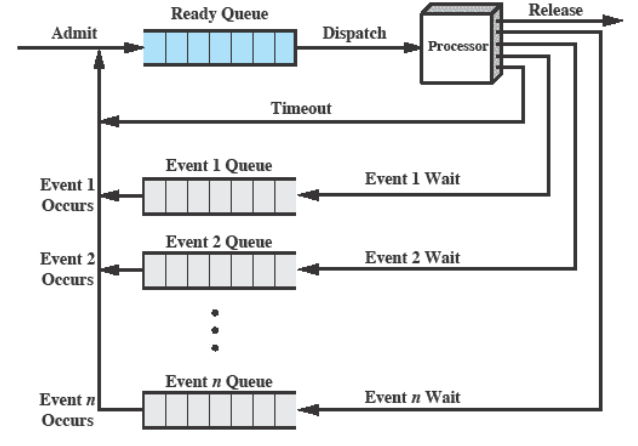 Ready Queue
Release
Admit
Dispatch
Processor
Timeout
Event 1 Queue
Event 1 Wait
Event 1
Occurs
Event 2 Queue
Event 2 Wait
Event 2
Occurs
Event n Queue
Event n Wait
Event n
Occurs